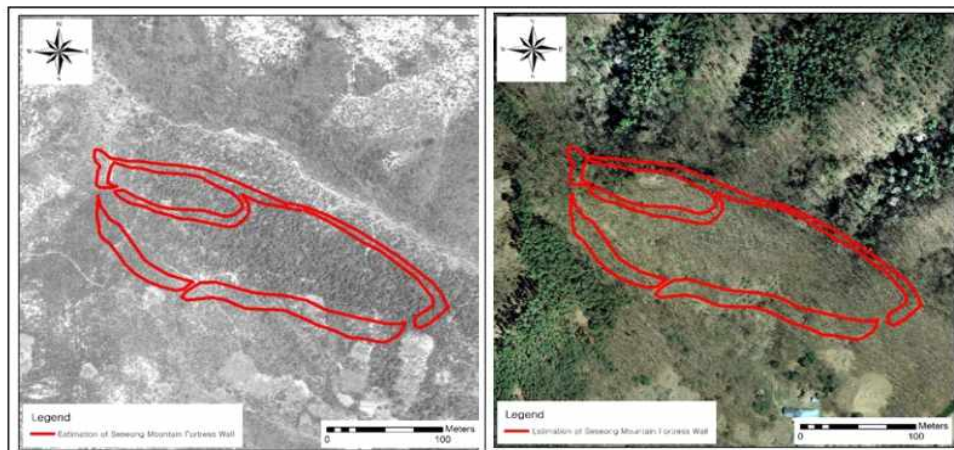 N
W E
S
Legend
Estimation of Seseong Mountain Fortress Wall
Meters
0 100
N
W E
S
Legend
Estimation of Seseong Mountain Fortress Wall
Meters
0 100